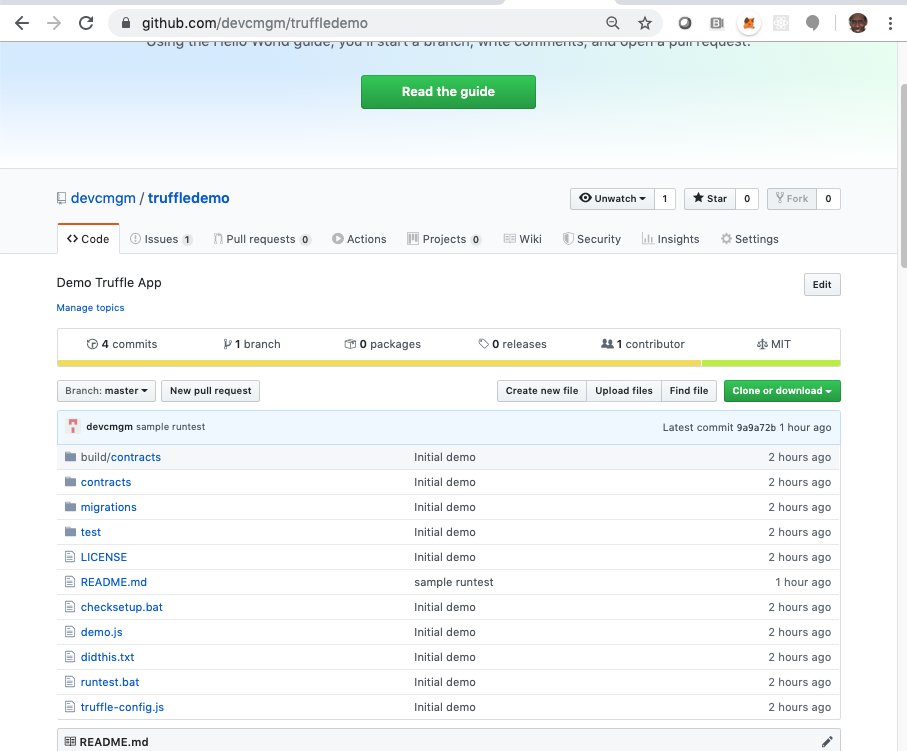 github.com/devcmgm/truffledemo
Using the Hello World guide, you'll start a branch, write comments, and open a pull request.
Read the guide
devcmgm / truffledemo
Unwatch 1 Star 0 Fork 0
Code Issues 1 Pull requests 0 Actions Projects 0 Wiki Security Insights Settings
Demo Truffle App Edit
Manage topics
4 commits 1 branch 0 packages 0 releases 1 contributor MIT
Branch: master New pull request Create new file Upload files Find file Clone or download
devcmgm sample runtest Latest commit 9a9a72b 1 hour ago
build/contracts Initial demo 2 hours ago
contracts Initial demo 2 hours ago
migrations Initial demo 2 hours ago
test Initial demo 2 hours ago
LICENSE Initial demo 2 hours ago
README.md sample runtest 1 hour ago
checksetup.bat Initial demo 2 hours ago
demo.js Initial demo 2 hours ago
didthis.txt Initial demo 2 hours ago
runtest.bat Initial demo 2 hours ago
truffle-config.js Initial demo 2 hours ago
README.md